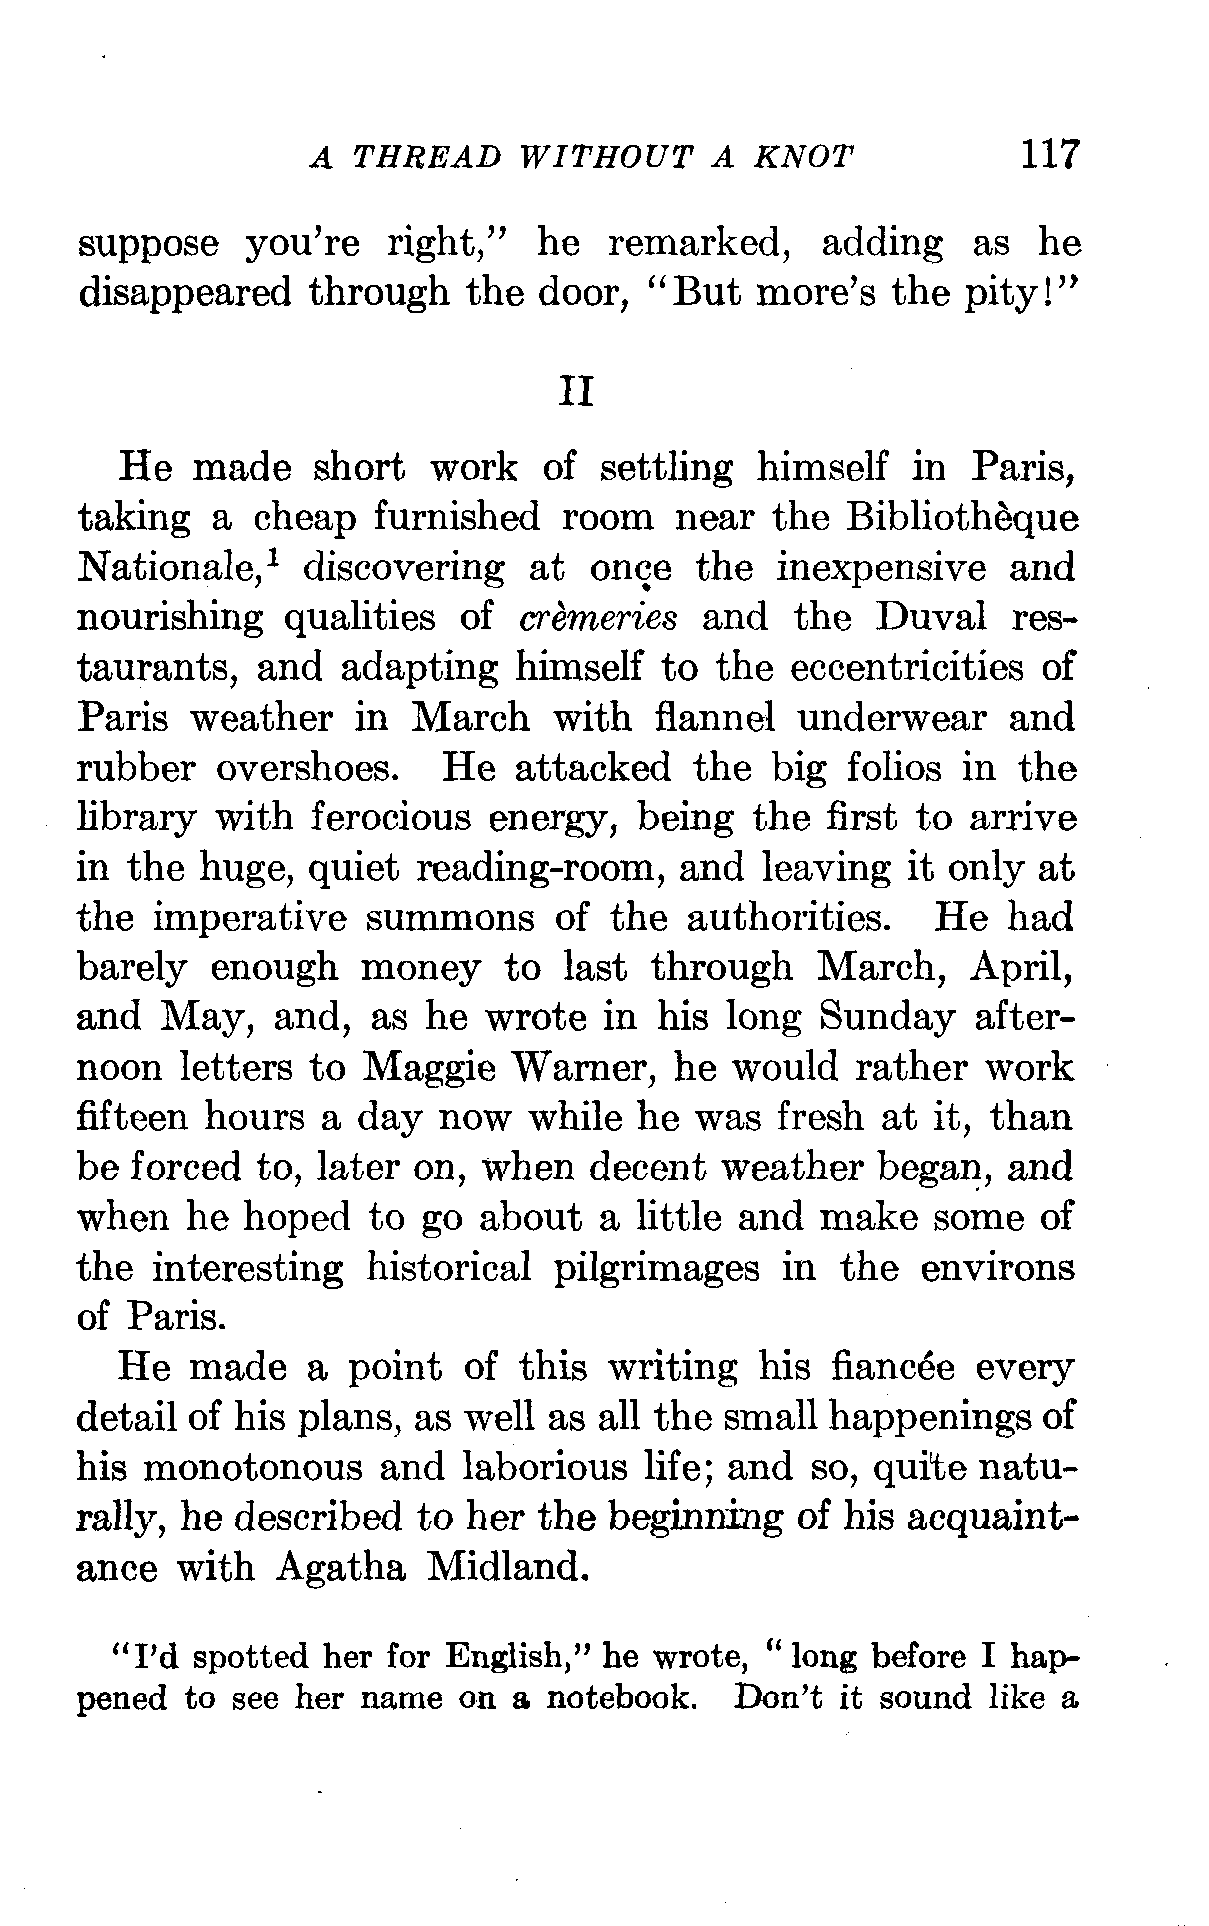 A THREAD WITHOUT A KNOT 117
suppose you're right,” he remarked, adding as he
disappeared through the door, “But more's the pity!”
II
He made short work of settling himself in Paris,
taking a cheap furnished room near the Bibliothèque
Nationale,¹ discovering at once the inexpensive and
nourishing qualities of crèmeries and the Duval res-
taurants, and adapting himself to the eccentricities of
Paris weather in March with flannel underwear and
rubber overshoes. He attacked the big folios in the
library with ferocious energy, being the first to arrive
in the huge, quiet reading-room, and leaving it only at
the imperative summons of the authorities. He had
barely enough money to last through March, April,
and May, and, as he wrote in his long Sunday after-
noon letters to Maggie Warner, he would rather work
fifteen hours a day now while he was fresh at it, than
be forced to, later on, when decent weather began, and
when he hoped to go about a little and make some of
the interesting historical pilgrimages in the environs
of Paris.
He made a point of this writing his fiancée every
detail of his plans, as well as all the small happenings of
his monotonous and laborious life; and so, quite natu-
rally, he described to her the beginning of his acquaint-
ance with Agatha Midland.
“I'd spotted her for English,” he wrote, “long before I hap-
pened to see her name on a notebook. Don't it sound like a